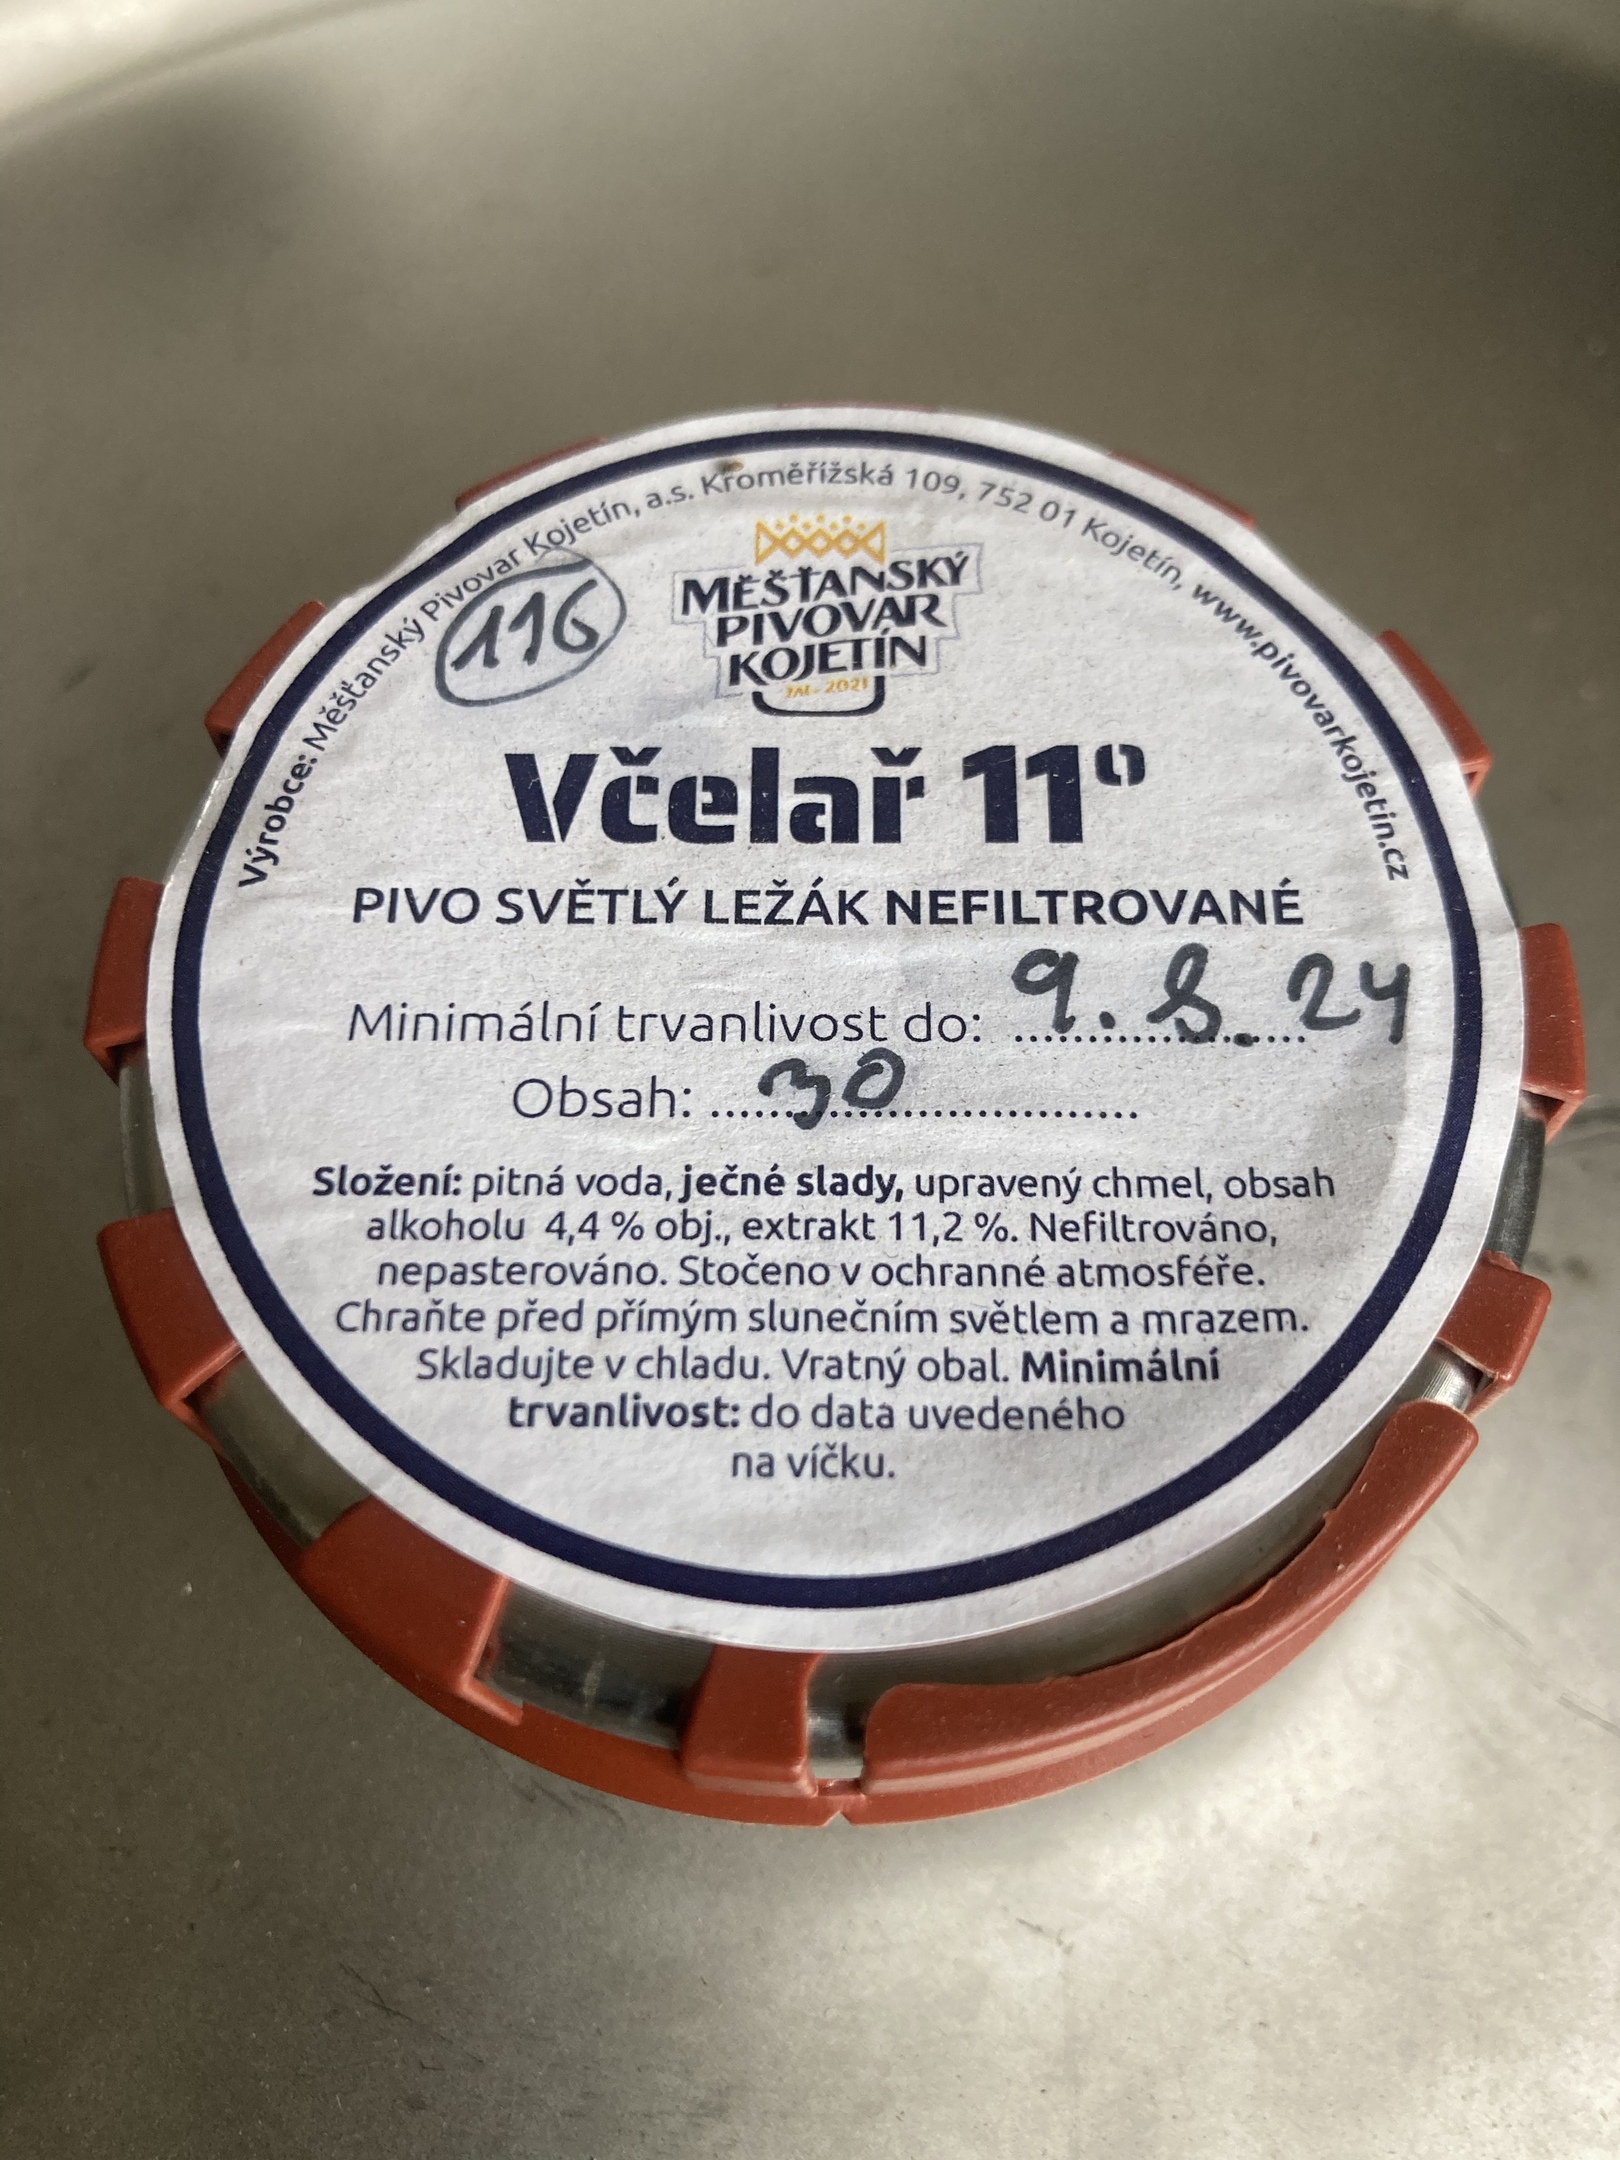 Výrobce: Měšťanský Pivovar Kojetín, a.s. Kroměřížská 109, 752 01 Kojetín, www.pivovarkojetin.cz
116
MĚŠŤANSKÝ
PIVOVAR
KOJETÍN
2021
Včelař 11°
PIVO SVĚTLÝ LEŽÁK NEFILTROVANÉ
Minimální trvanlivost do: 9. 8. 24
Obsah: 30
Složení: pitná voda, ječné slady, upravený chmel, obsah
alkoholu 4,4 % obj., extrakt 11,2 %. Nefiltrováno,
nepasterováno. Stočeno v ochranné atmosféře.
Chraňte před přímým slunečním světlem a mrazem.
Skladujte v chladu. Vratný obal. Minimální
trvanlivost: do data uvedeného
na víčku.